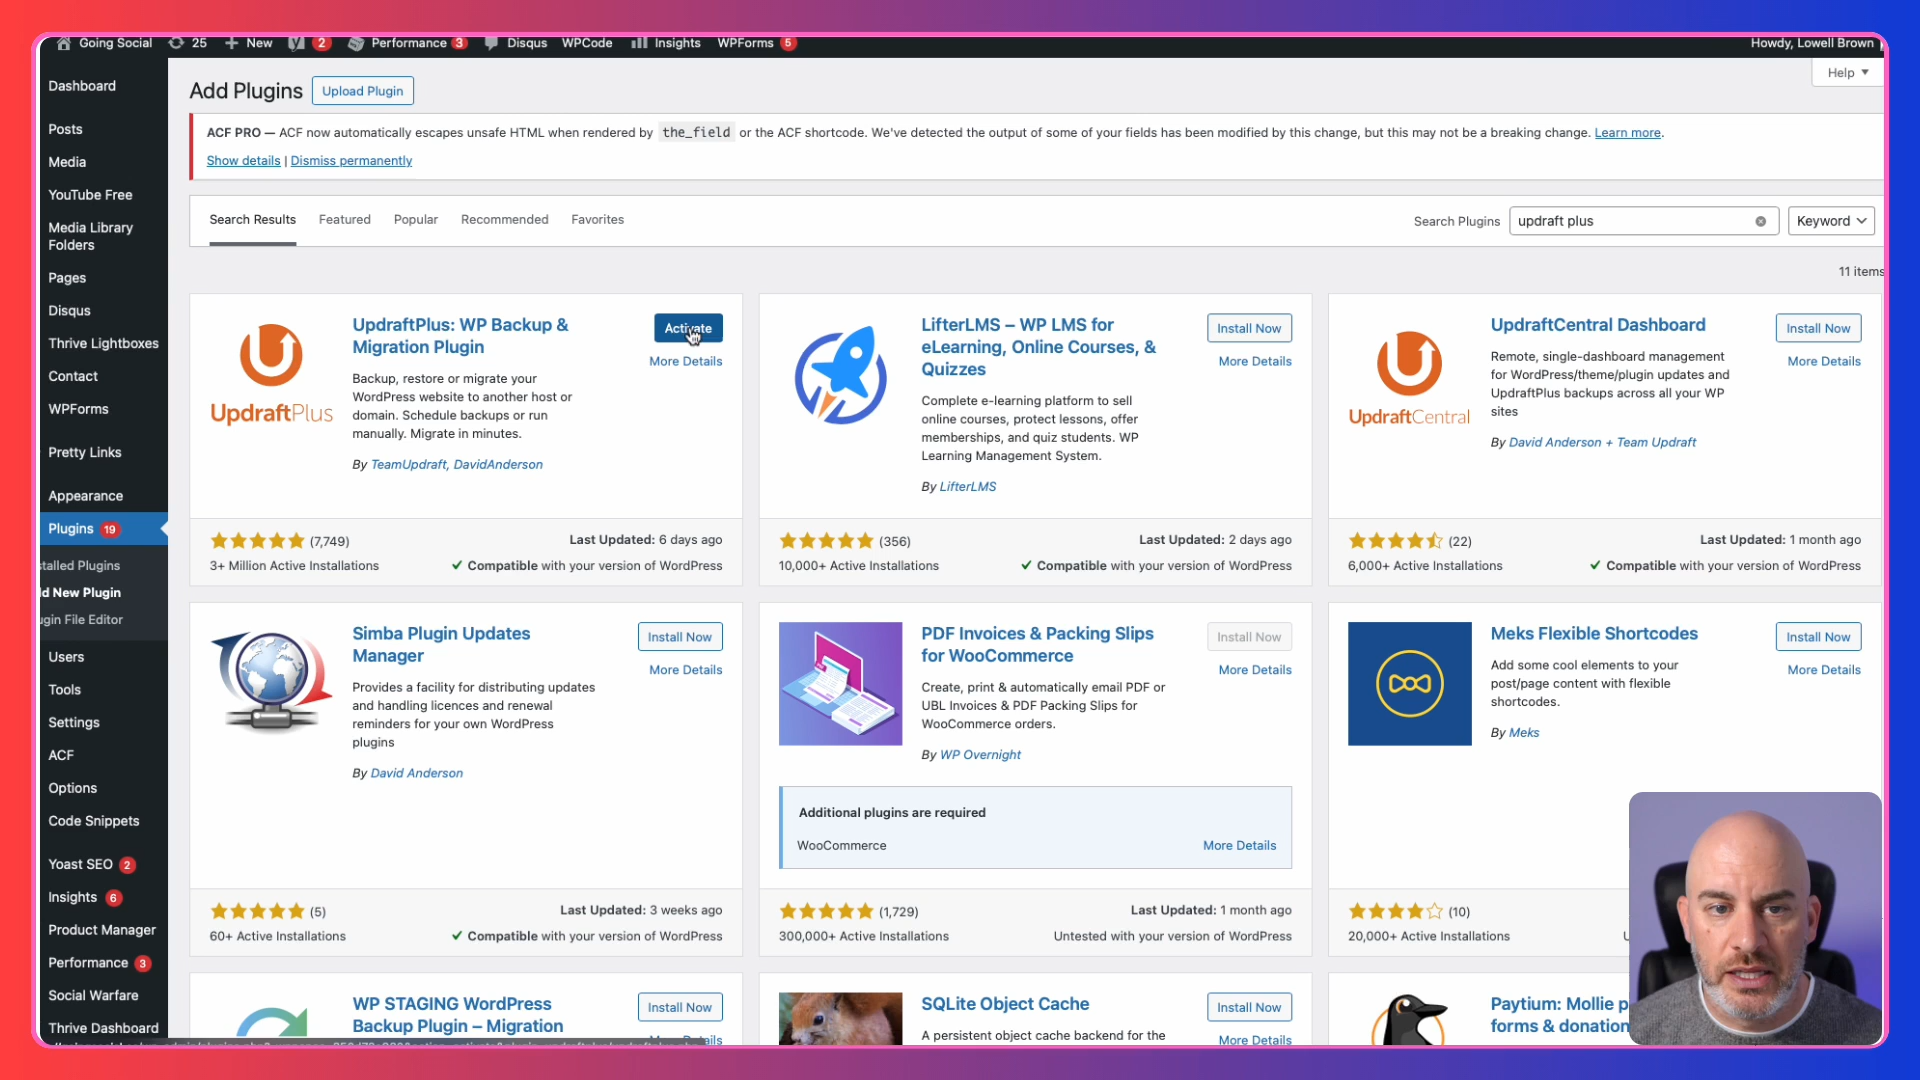 Going Social 25 New 2 Performance 3 Disqus WPCode Insights WPForms 5 Howdy, Lowell Brown
Help
Dashboard
Posts
Media
YouTube Free
Media Library
Folders
Pages
Disqus
Thrive Lightboxes
Contact
WPForms
Pretty Links
Appearance
Plugins 19
talled Plugins
d New Plugin
gin File Editor
Users
Tools
Settings
ACF
Options
Code Snippets
Yoast SEO 2
Insights 6
Product Manager
Performance 3
Social Warfare
Thrive Dashboard
Add Plugins Upload Plugin
ACF PRO — ACF now automatically escapes unsafe HTML when rendered by the_field or the ACF shortcode. We've detected the output of some of your fields has been modified by this change, but this may not be a breaking change. Learn more.
Show details | Dismiss permanently
Search Results Featured Popular Recommended Favorites Search Plugins updraft plus Keyword
11 items
UpdraftPlus
UpdraftPlus: WP Backup &
Migration Plugin
Activate
More Details
Backup, restore or migrate your
WordPress website to another host or
domain. Schedule backups or run
manually. Migrate in minutes.
By TeamUpdraft, DavidAnderson
(7,749) Last Updated: 6 days ago
3+ Million Active Installations Compatible with your version of WordPress
LifterLMS – WP LMS for
eLearning, Online Courses, &
Quizzes
Install Now
More Details
Complete e-learning platform to sell
online courses, protect lessons, offer
memberships, and quiz students. WP
Learning Management System.
By LifterLMS
(356) Last Updated: 2 days ago
10,000+ Active Installations Compatible with your version of WordPress
UpdraftCentral
UpdraftCentral Dashboard
Install Now
More Details
Remote, single-dashboard management
for WordPress/theme/plugin updates and
UpdraftPlus backups across all your WP
sites
By David Anderson + Team Updraft
(22) Last Updated: 1 month ago
6,000+ Active Installations Compatible with your version of WordPress
Simba Plugin Updates
Manager
Install Now
More Details
Provides a facility for distributing updates
and handling licences and renewal
reminders for your own WordPress
plugins
By David Anderson
(5) Last Updated: 3 weeks ago
60+ Active Installations Compatible with your version of WordPress
PDF Invoices & Packing Slips
for WooCommerce
Install Now
More Details
Create, print & automatically email PDF or
UBL Invoices & PDF Packing Slips for
WooCommerce orders.
By WP Overnight
Additional plugins are required
WooCommerce More Details
(1,729) Last Updated: 1 month ago
300,000+ Active Installations Untested with your version of WordPress
Meks Flexible Shortcodes
Install Now
More Details
Add some cool elements to your
post/page content with flexible
shortcodes.
By Meks
(10)
20,000+ Active Installations
WP STAGING WordPress
Backup Plugin – Migration
Install Now
SQLite Object Cache
Install Now
A persistent object cache backend for the
More Details
Paytium: Mollie p
forms & donation